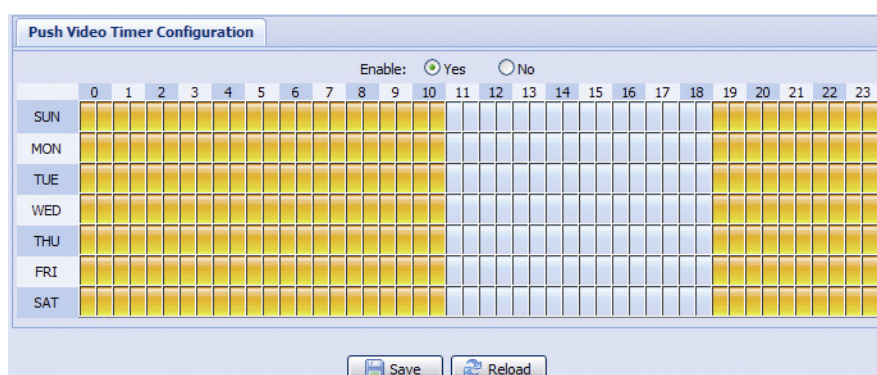 Push Video Timer Configuration
Enable: Yes No
0 1 2 3 4 5 6 7 8 9 10 11 12 13 14 15 16 17 18 19 20 21 22 23
SUN
MON
TUE
WED
THU
FRI
SAT
Save Reload